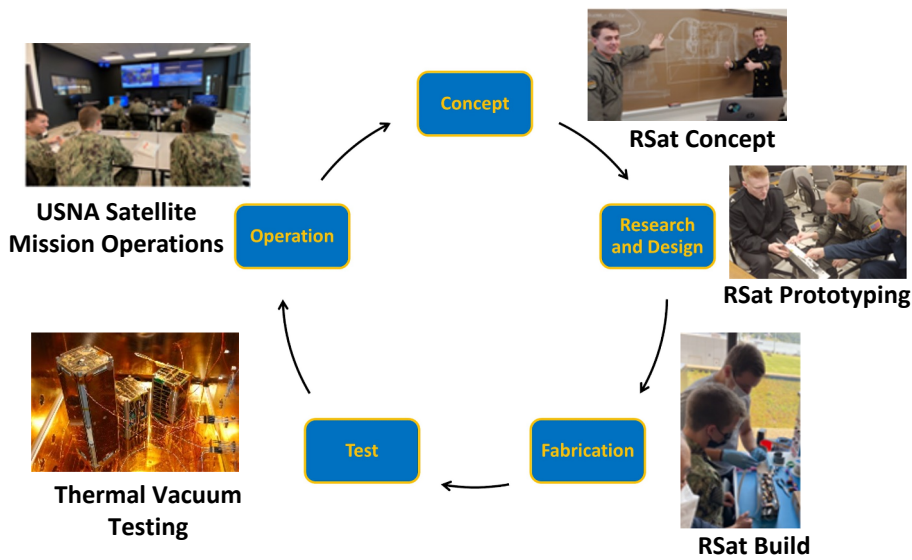 Concept
RSat Concept
Research
and Design
RSat Prototyping
Fabrication
RSat Build
Test
Thermal Vacuum
Testing
Operation
USNA Satellite
Mission Operations